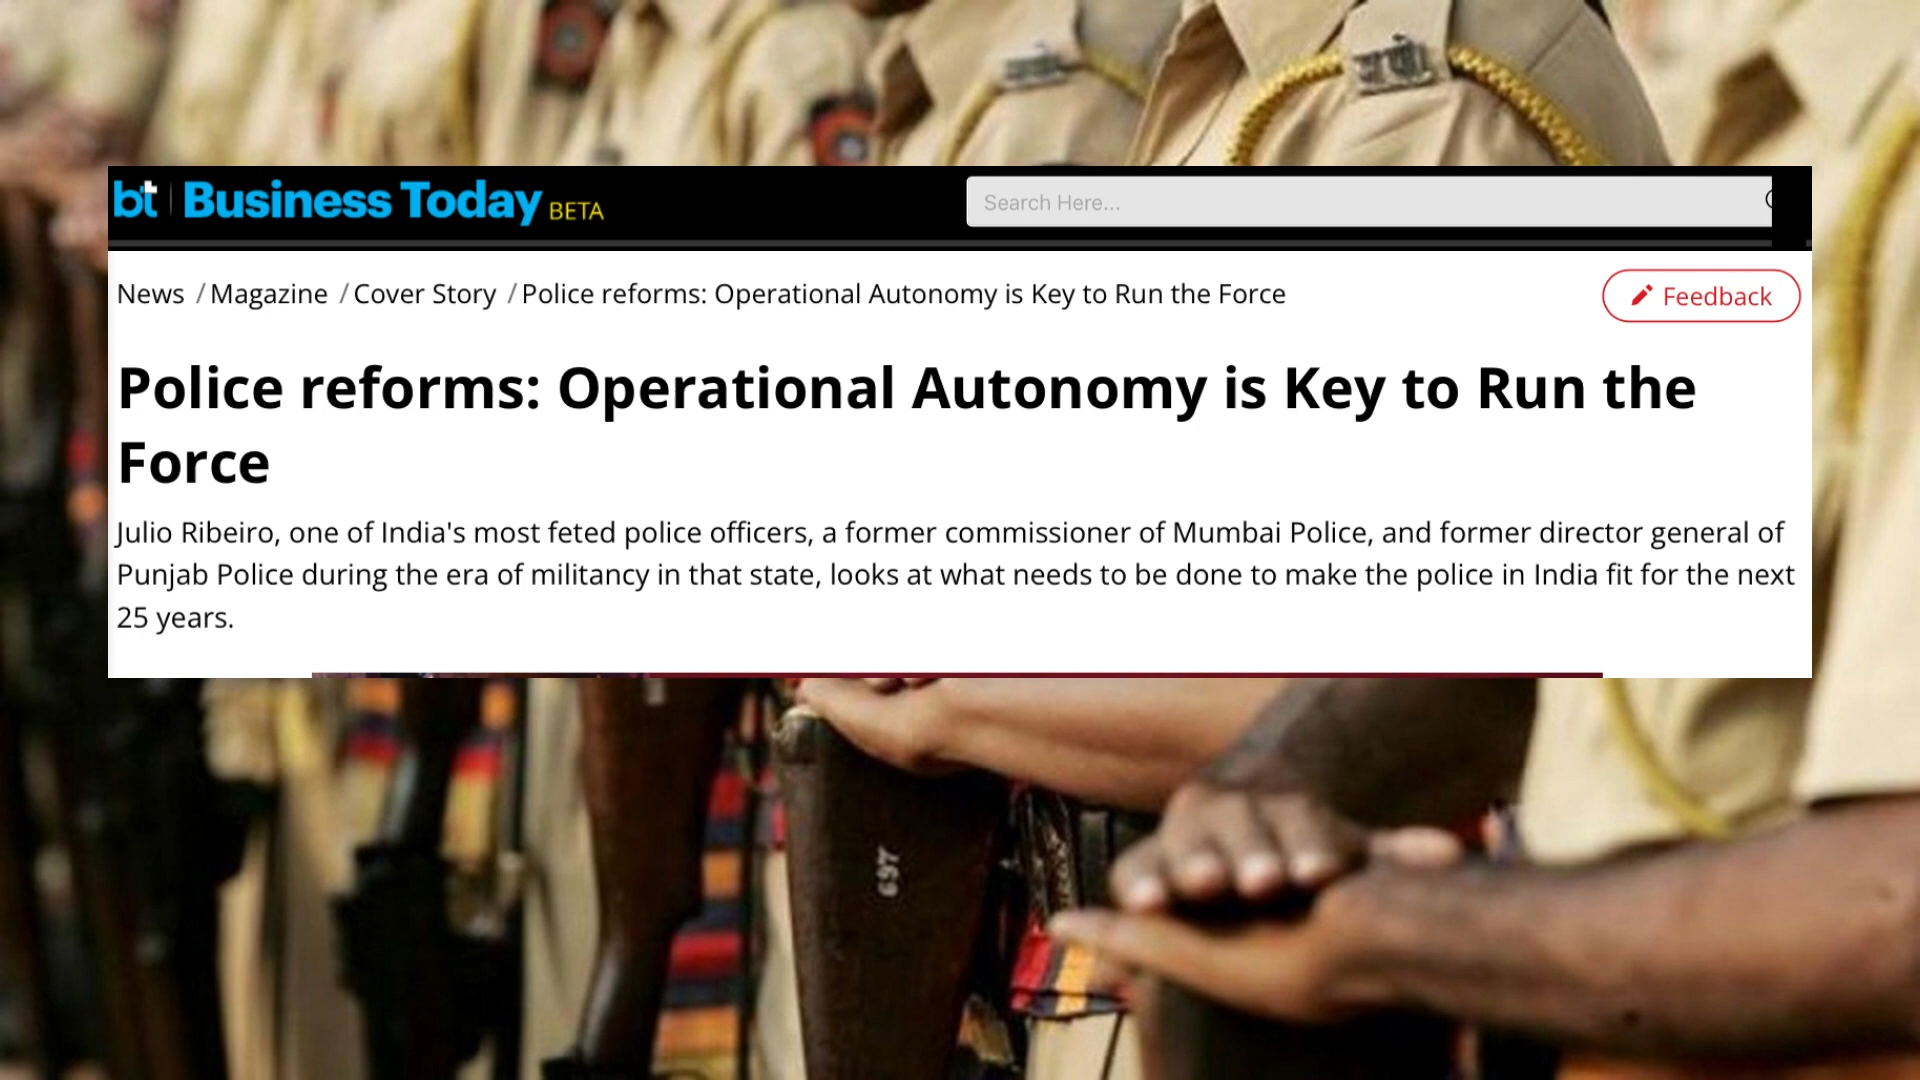 bt | Business Today BETA
Search Here...
News / Magazine / Cover Story / Police reforms: Operational Autonomy is Key to Run the Force
Feedback
Police reforms: Operational Autonomy is Key to Run the
Force
Julio Ribeiro, one of India's most feted police officers, a former commissioner of Mumbai Police, and former director general of
Punjab Police during the era of militancy in that state, looks at what needs to be done to make the police in India fit for the next
25 years.
697